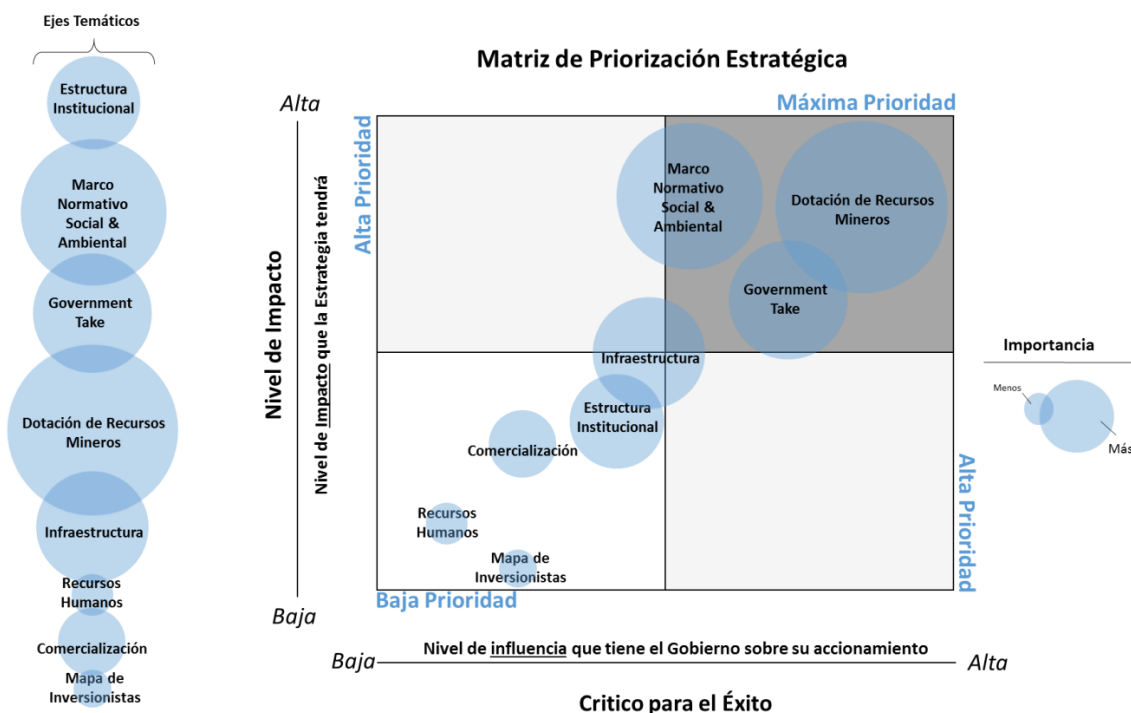 Ejes Temáticos
Estructura
Institucional
Marco
Normativo
Social &
Ambiental
Government
Take
Dotación de Recursos
Mineros
Infraestructura
Recursos
Humanos
Comercialización
Mapa de
Inversionistas
Matriz de Priorización Estratégica
Alta
Máxima Prioridad
Alta Prioridad
Nivel de Impacto
Nivel de Impacto que la Estrategia tendrá
Marco
Normativo
Social &
Ambiental
Dotación de Recursos
Mineros
Government
Take
Infraestructura
Estructura
Institucional
Comercialización
Recursos
Humanos
Mapa de
Inversionistas
Alta Prioridad
Baja Prioridad
Baja
Baja
Nivel de influencia que tiene el Gobierno sobre su accionamiento
Alta
Critico para el Éxito
Importancia
Menos
Más